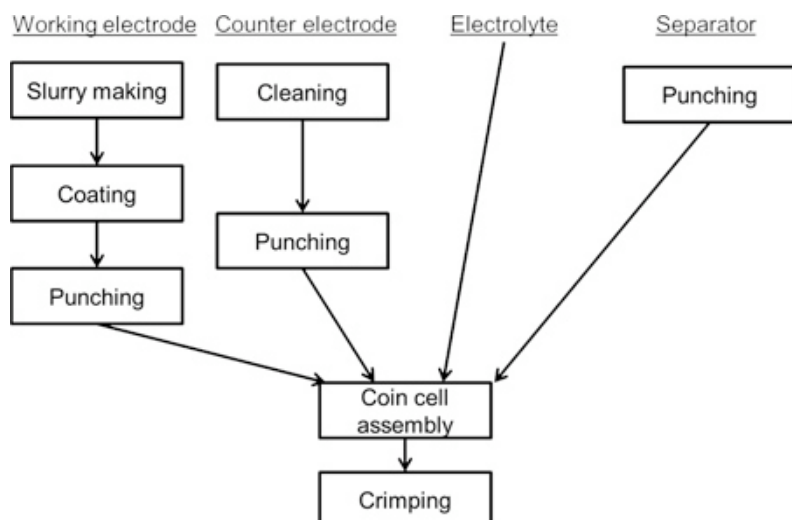 Working electrode
Counter electrode
Electrolyte
Separator
Slurry making
Cleaning
Punching
Coating
Punching
Punching
Coin cell
assembly
Crimping